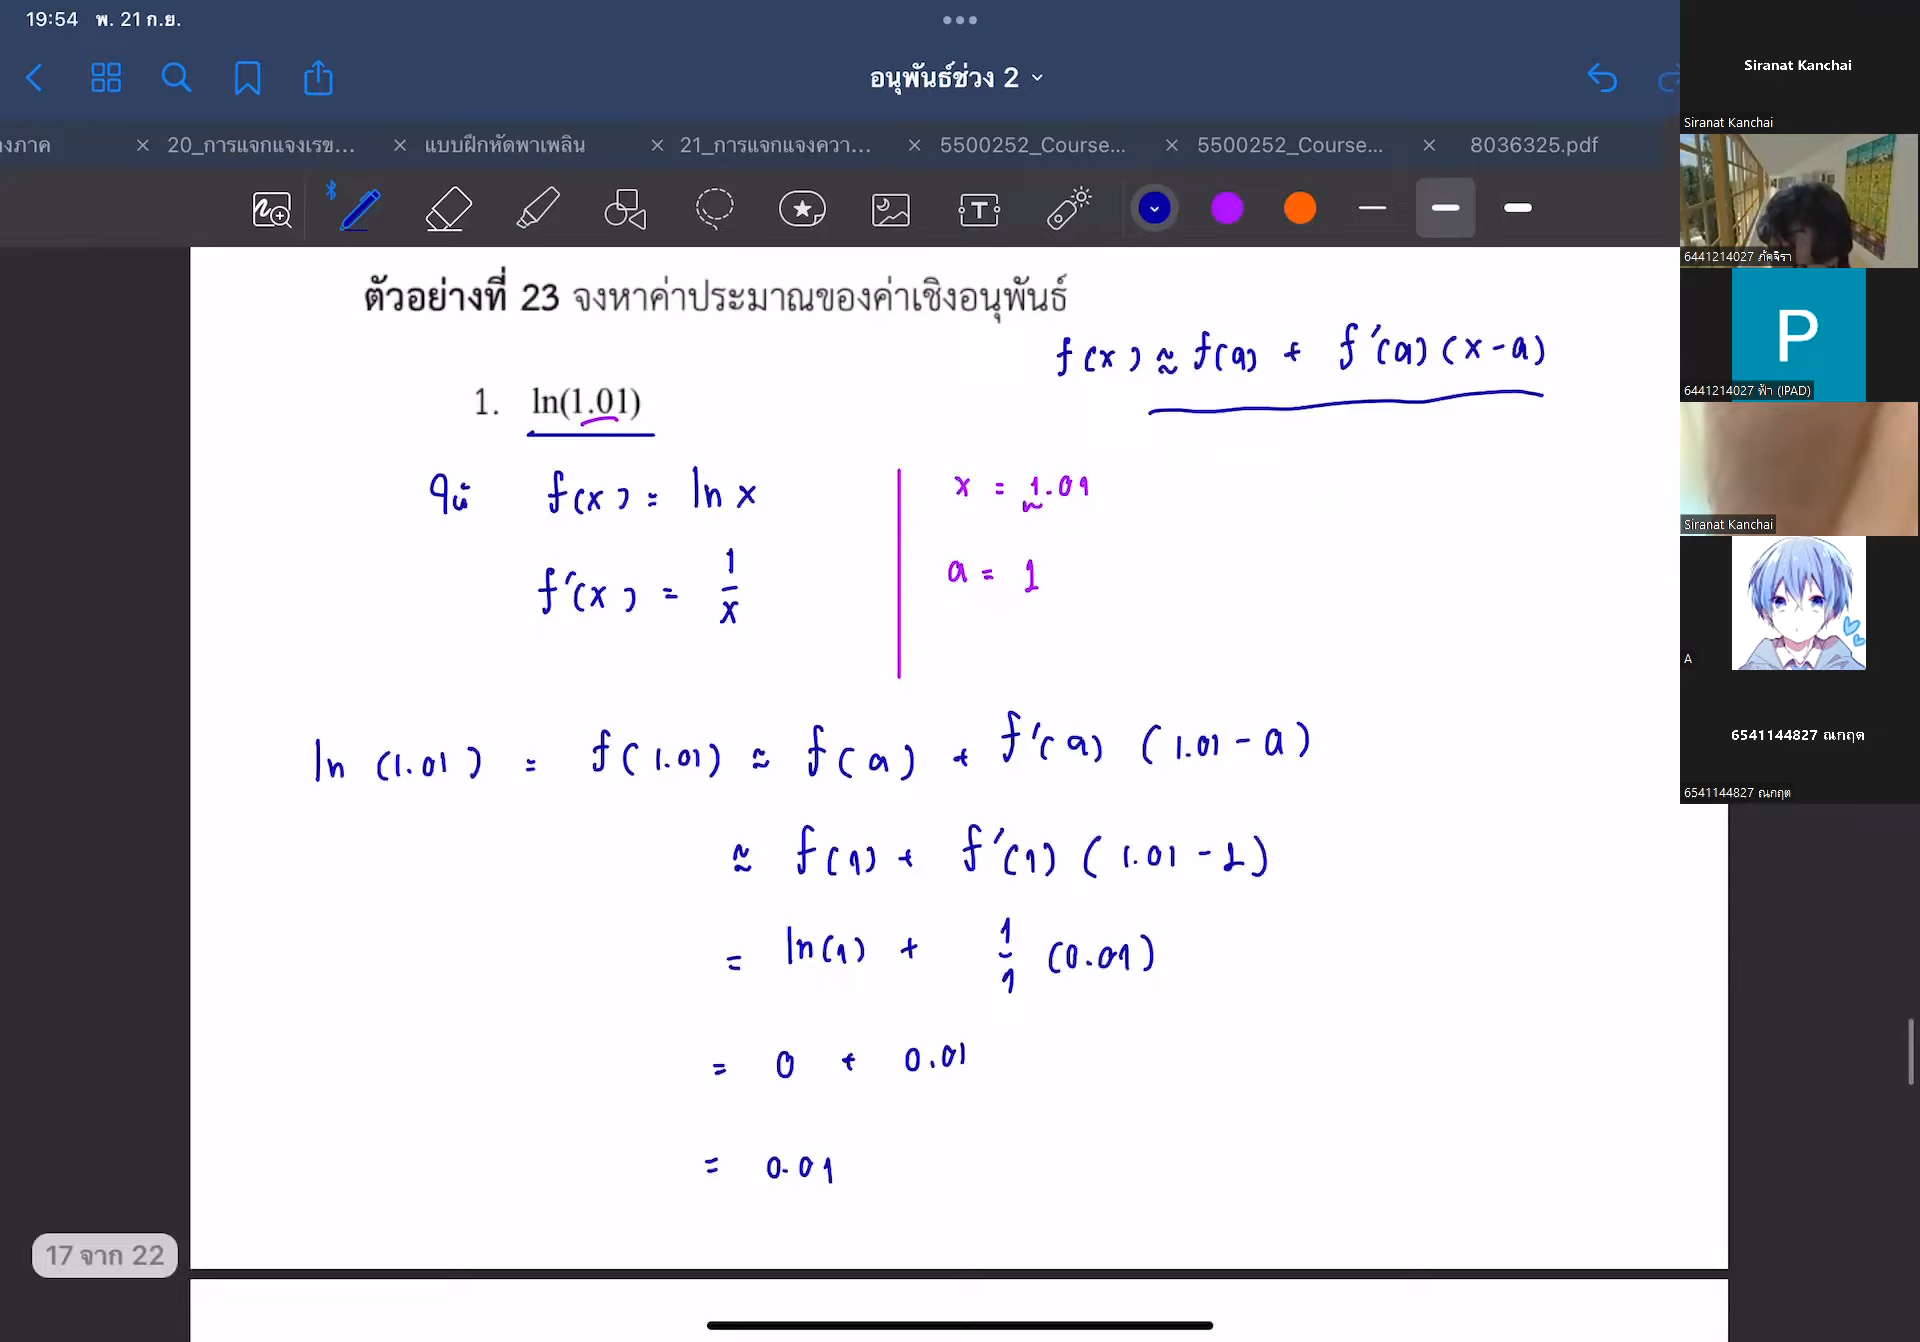 19:54 พ. 21 ก.ย.
อนุพันธ์ช่วง 2
งภาค
20_การแจกแจงเรข...
แบบฝึกหัดพาเพลิน
21_การแจกแจงควา...
5500252_Course...
5500252_Course...
8036325.pdf
ตัวอย่างที่ 23 จงหาค่าประมาณของค่าเชิงอนุพันธ์
f(x) ≈ f(a) + f'(a)(x-a)
1. ln(1.01)
ให้ f(x) = ln x
x = 1.01
f'(x) = 1/x
a = 1
ln (1.01) = f(1.01) ≈ f(a) + f'(a) (1.01 - a)
≈ f(1) + f'(1) (1.01 - 1)
= ln(1) + 1/1 (0.01)
= 0 + 0.01
= 0.01
17 จาก 22
Siranat Kanchai
Siranat Kanchai
6441214027 ภัคจิรา
P
6441214027 ฟ้า (IPAD)
Siranat Kanchai
A
6541144827 ณกฤต
6541144827 ณกฤต